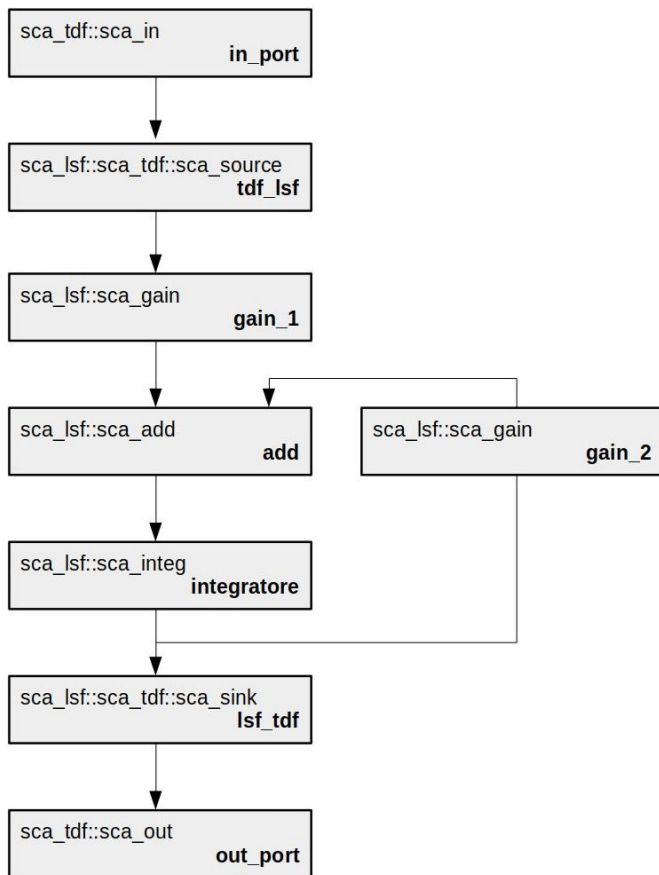 sca_tdf::sca_in
in_port
sca_lsf::sca_tdf::sca_source
tdf_lsf
sca_lsf::sca_gain
gain_1
sca_lsf::sca_add
add
sca_lsf::sca_gain
gain_2
sca_lsf::sca_integ
integratore
sca_lsf::sca_tdf::sca_sink
lsf_tdf
sca_tdf::sca_out
out_port